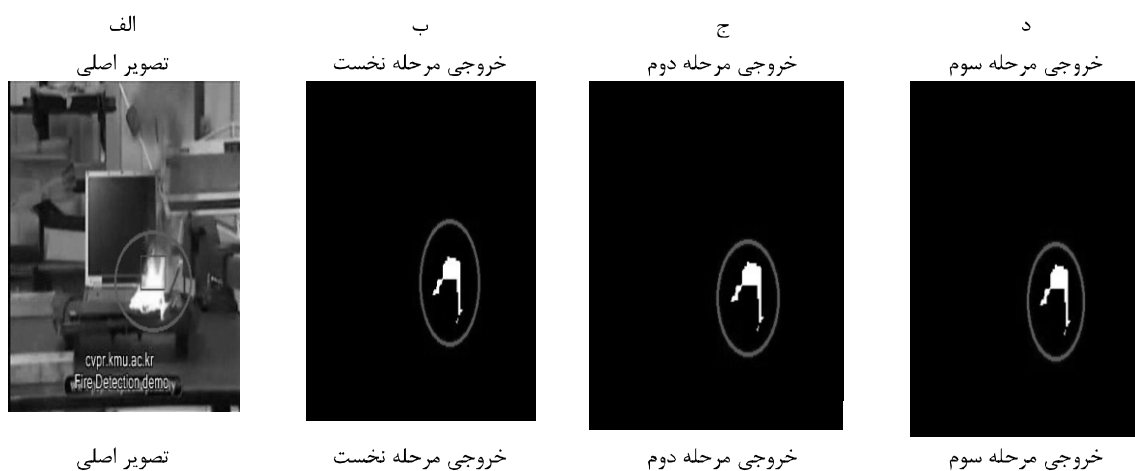 الف ب ج د
تصویر اصلی خروجی مرحله نخست خروجی مرحله دوم خروجی مرحله سوم
cvpr.kmu.ac.kr
Fire Detection demo
تصویر اصلی خروجی مرحله نخست خروجی مرحله دوم خروجی مرحله سوم